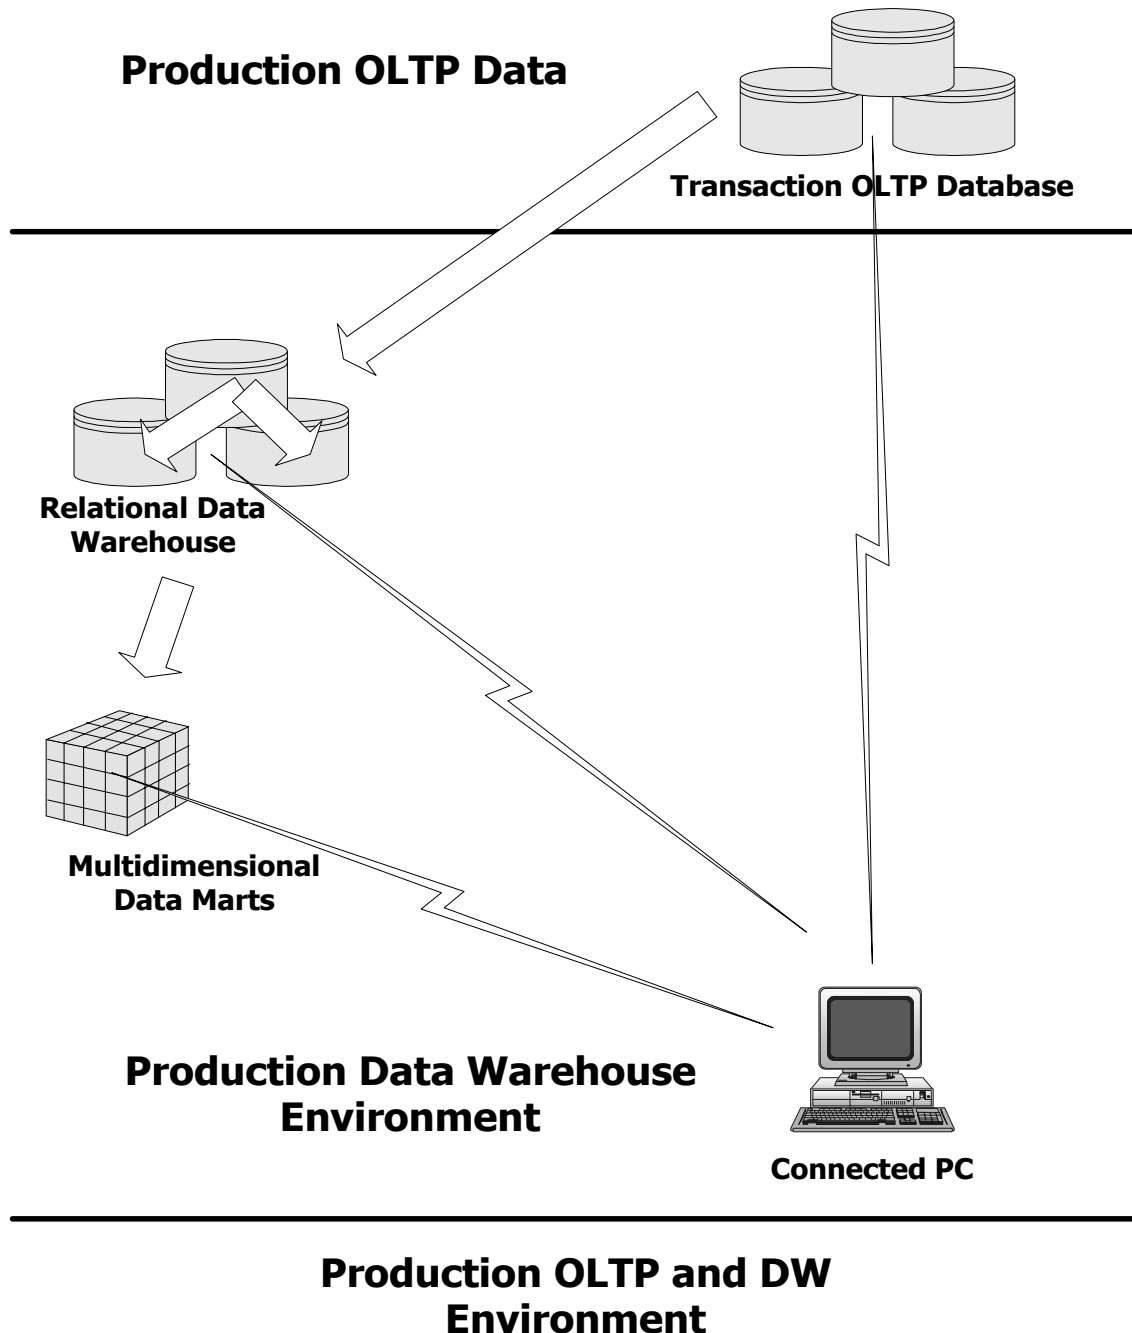 Production OLTP Data
Transaction OLTP Database
Relational Data
Warehouse
Multidimensional
Data Marts
Production Data Warehouse
Environment
Connected PC
Production OLTP and DW
Environment